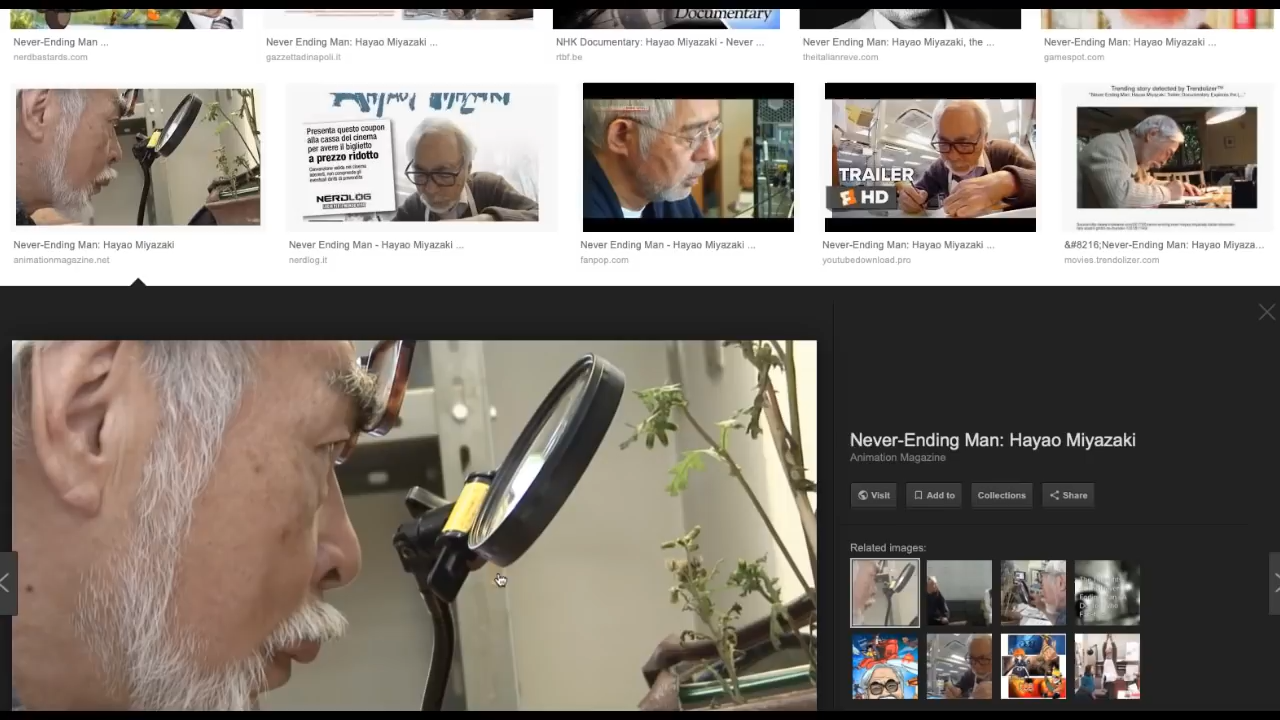 Documentary
Never-Ending Man ...
nerdbastards.com
Never Ending Man: Hayao Miyazaki ...
gazzettadinapoli.it
NHK Documentary: Hayao Miyazaki - Never ...
rtbf.be
Never Ending Man: Hayao Miyazaki, the ...
theitalianreve.com
Never-Ending Man: Hayao Miyazaki ...
gamespot.com
Presenta questo coupon
alla cassa del cinema
per avere il biglietto
a prezzo ridotto
NERDLOG
TRAILER
HD
Trending story detected by Trendolizer™
Never-Ending Man: Hayao Miyazaki
animationmagazine.net
Never Ending Man - Hayao Miyazaki ...
nerdlog.it
Never Ending Man - Hayao Miyazaki ...
fanpop.com
Never-Ending Man: Hayao Miyazaki ...
youtubedownload.pro
&#8216;Never-Ending Man: Hayao Miyaza...
movies.trendolizer.com
Never-Ending Man: Hayao Miyazaki
Animation Magazine
Visit
Add to
Collections
Share
Related images: